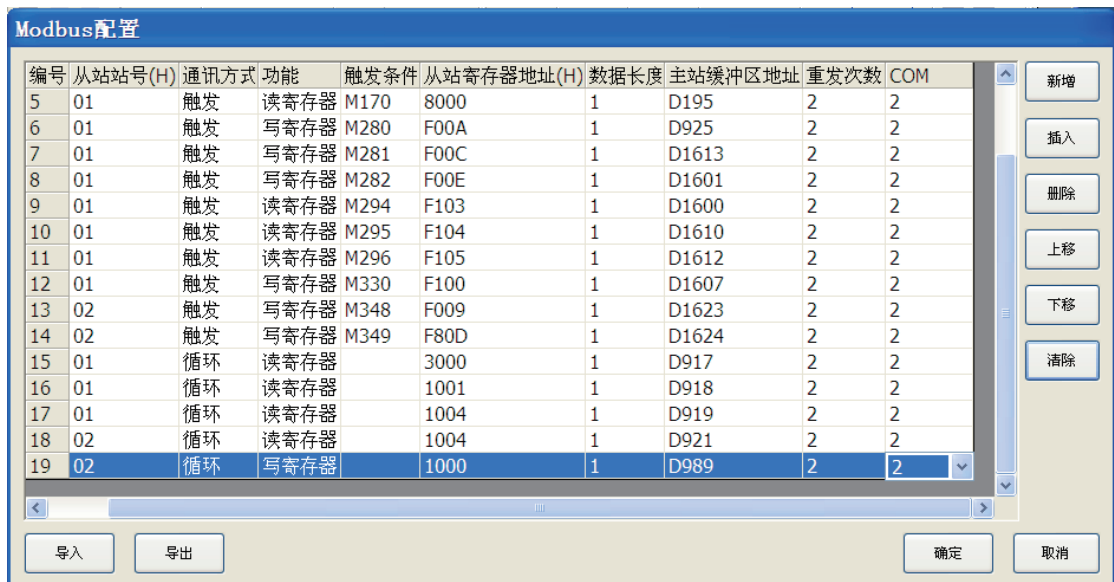 Modbus配置
编号 从站站号(H) 通讯方式 功能 触发条件 从站寄存器地址(H) 数据长度 主站缓冲区地址 重发次数 COM
5 01 触发 读寄存器 M170 8000 1 D195 2 2
6 01 触发 写寄存器 M280 F00A 1 D925 2 2
7 01 触发 写寄存器 M281 F00C 1 D1613 2 2
8 01 触发 写寄存器 M282 F00E 1 D1601 2 2
9 01 触发 读寄存器 M294 F103 1 D1600 2 2
10 01 触发 读寄存器 M295 F104 1 D1610 2 2
11 01 触发 读寄存器 M296 F105 1 D1612 2 2
12 01 触发 写寄存器 M330 F100 1 D1607 2 2
13 02 触发 写寄存器 M348 F009 1 D1623 2 2
14 02 触发 写寄存器 M349 F80D 1 D1624 2 2
15 01 循环 读寄存器 3000 1 D917 2 2
16 01 循环 读寄存器 1001 1 D918 2 2
17 01 循环 读寄存器 1004 1 D919 2 2
18 02 循环 读寄存器 1004 1 D921 2 2
19 02 循环 写寄存器 1000 1 D989 2 2
新增
插入
删除
上移
下移
清除
导入 导出 确定 取消